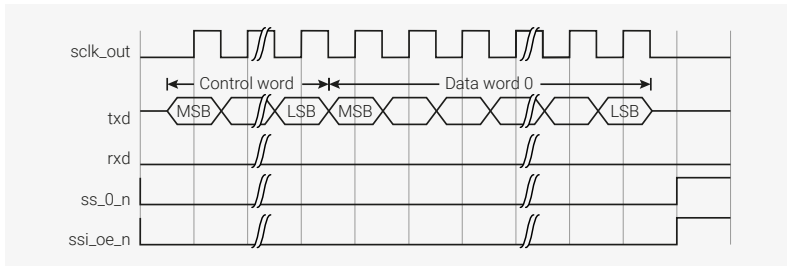 sclk_out
Control word
Data word 0
txd
MSB
LSB
MSB
LSB
rxd
ss_0_n
ssi_oe_n